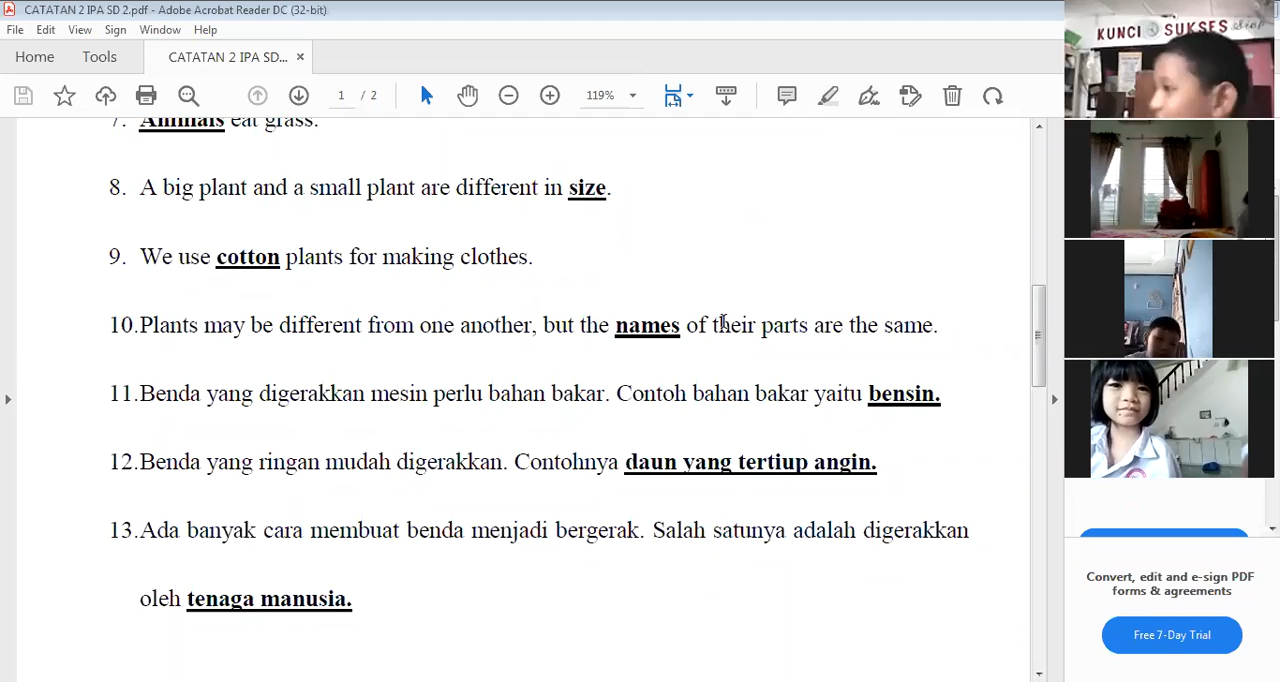 CATATAN 2 IPA SD 2.pdf - Adobe Acrobat Reader DC (32-bit)
File Edit View Sign Window Help
Home Tools CATATAN 2 IPA SD... ×
1 / 2 119%
7. Animals eat grass.
8. A big plant and a small plant are different in size.
9. We use cotton plants for making clothes.
10.Plants may be different from one another, but the names of their parts are the same.
11.Benda yang digerakkan mesin perlu bahan bakar. Contoh bahan bakar yaitu bensin.
12.Benda yang ringan mudah digerakkan. Contohnya daun yang tertiup angin.
13.Ada banyak cara membuat benda menjadi bergerak. Salah satunya adalah digerakkan
oleh tenaga manusia.
KUNCI SUKSES
Convert, edit and e-sign PDF
forms & agreements
Free 7-Day Trial